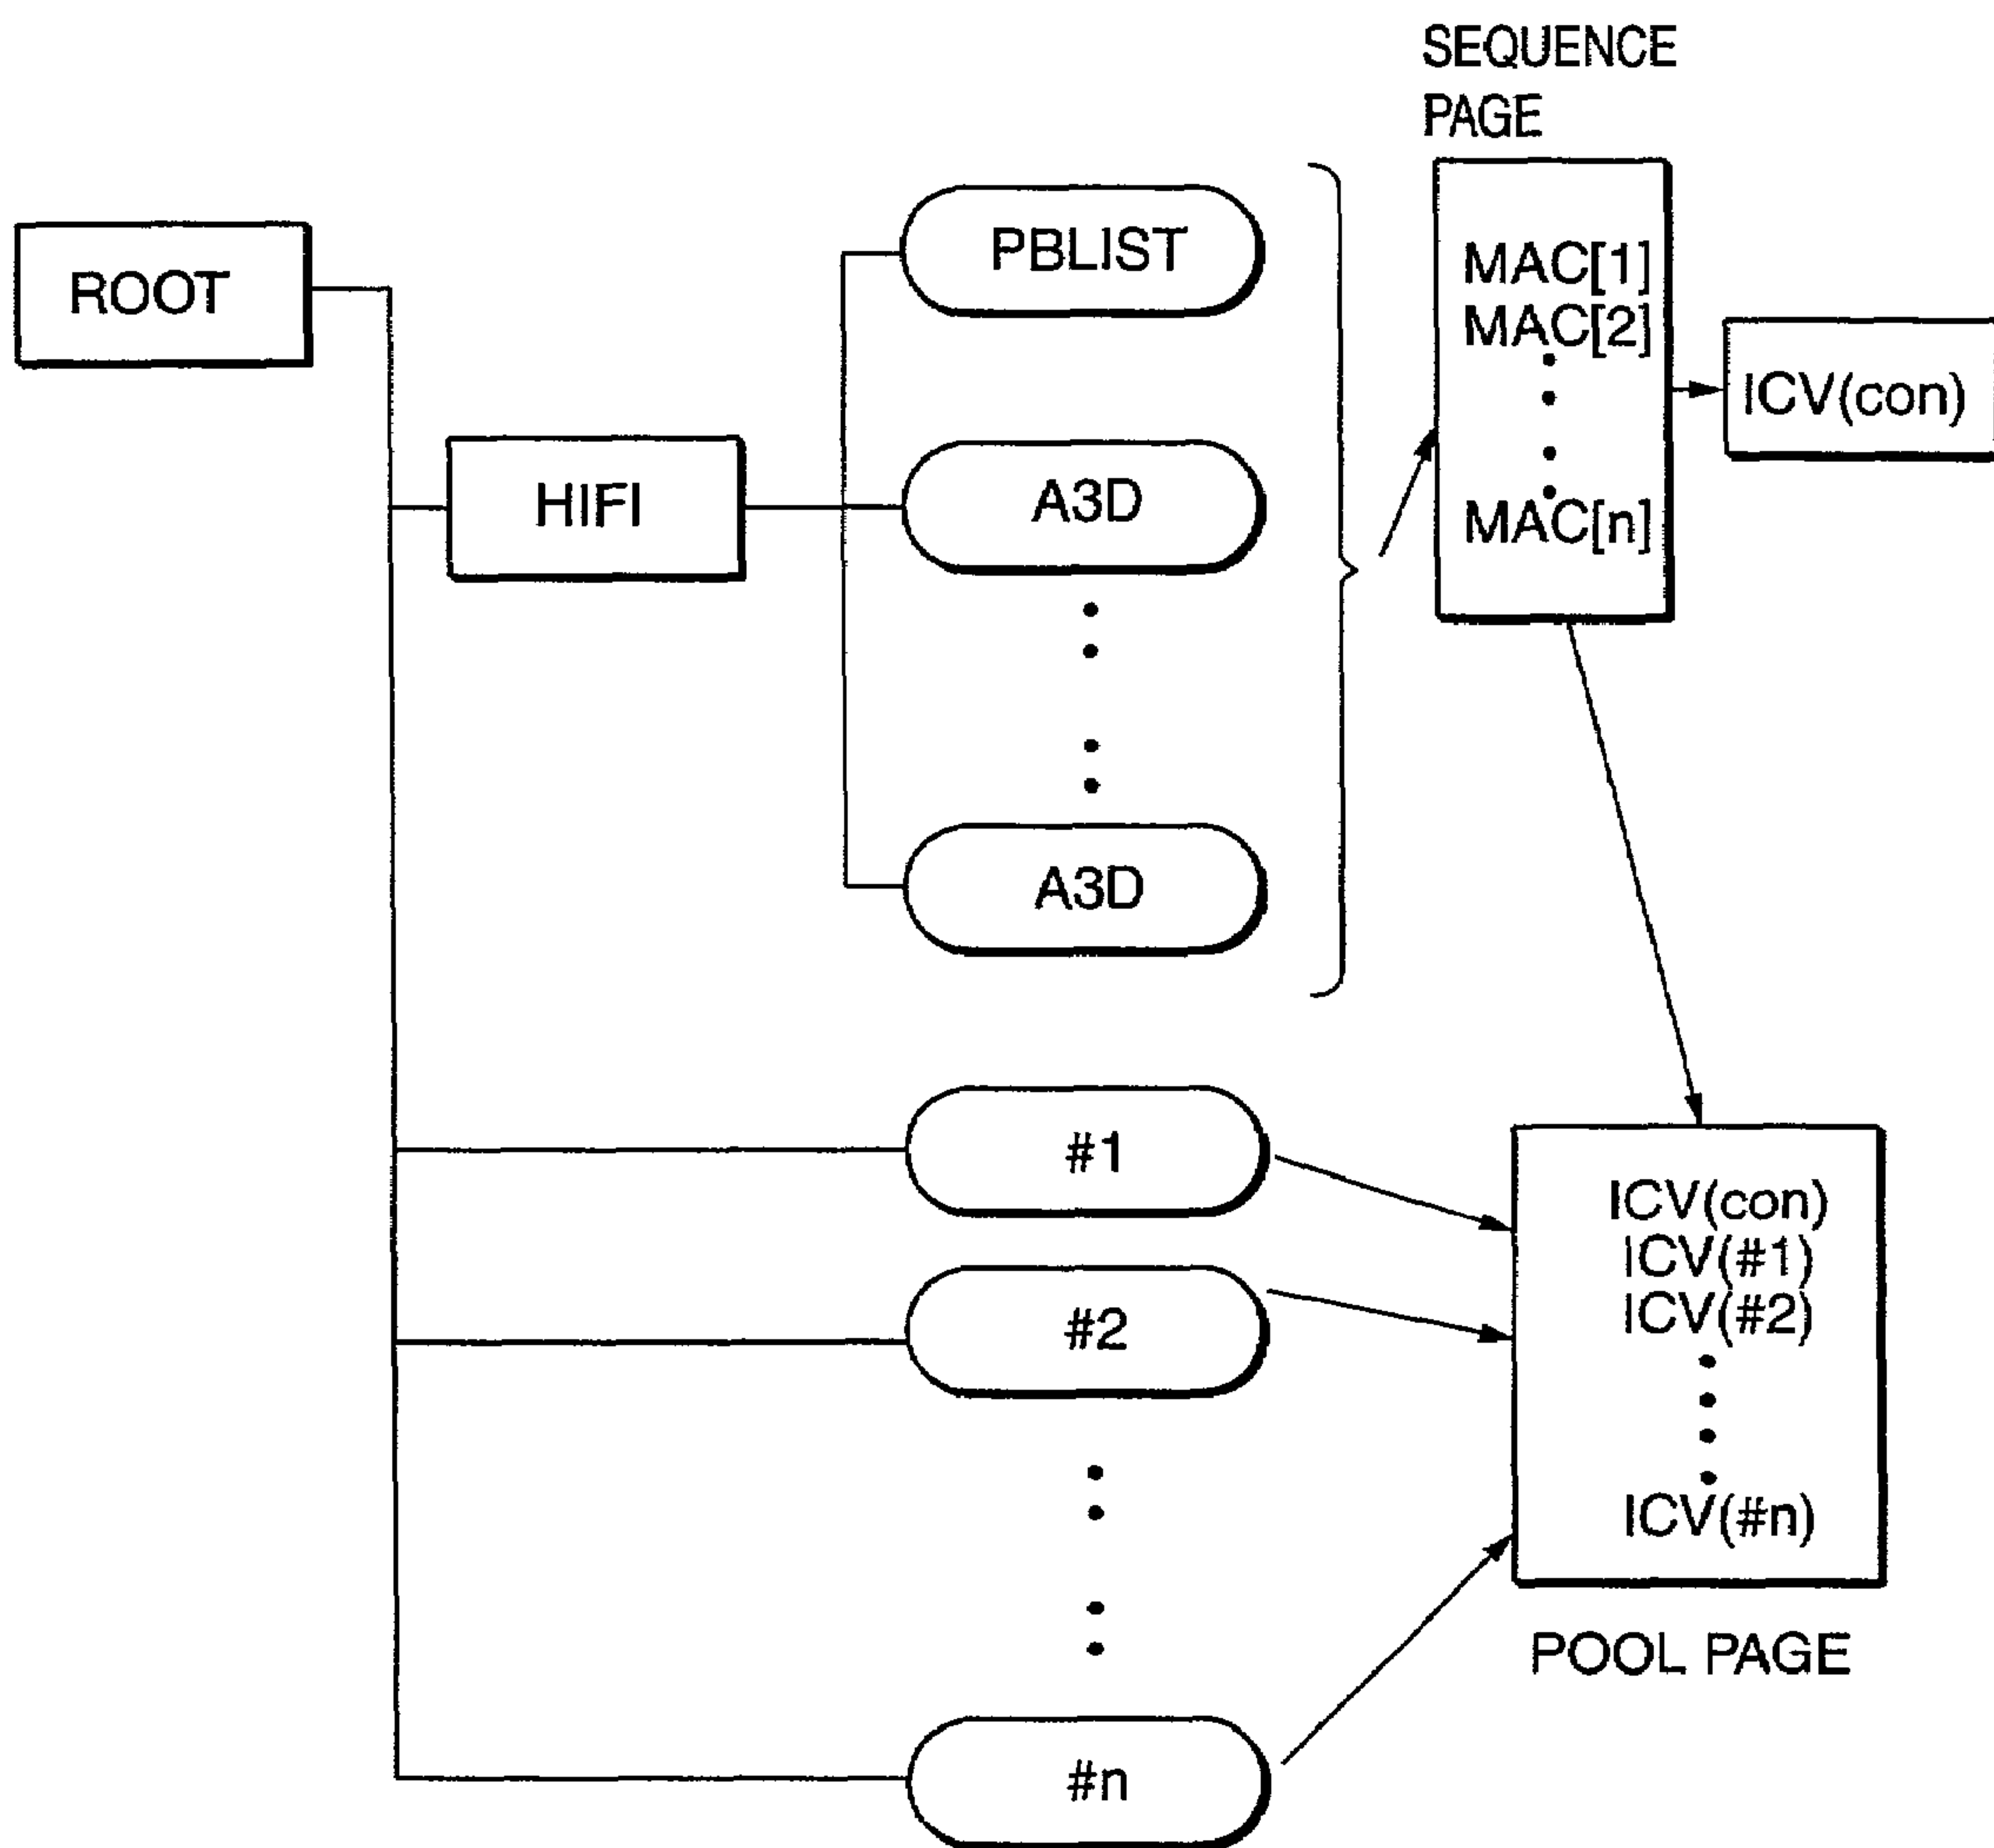 SEQUENCE
PAGE
ROOT
HIFI
PBLIST
A3D
A3D
MAC[1]
MAC[2]
MAC[n]
ICV(con)
#1
#2
#n
ICV(con)
ICV(#1)
ICV(#2)
ICV(#n)
POOL PAGE